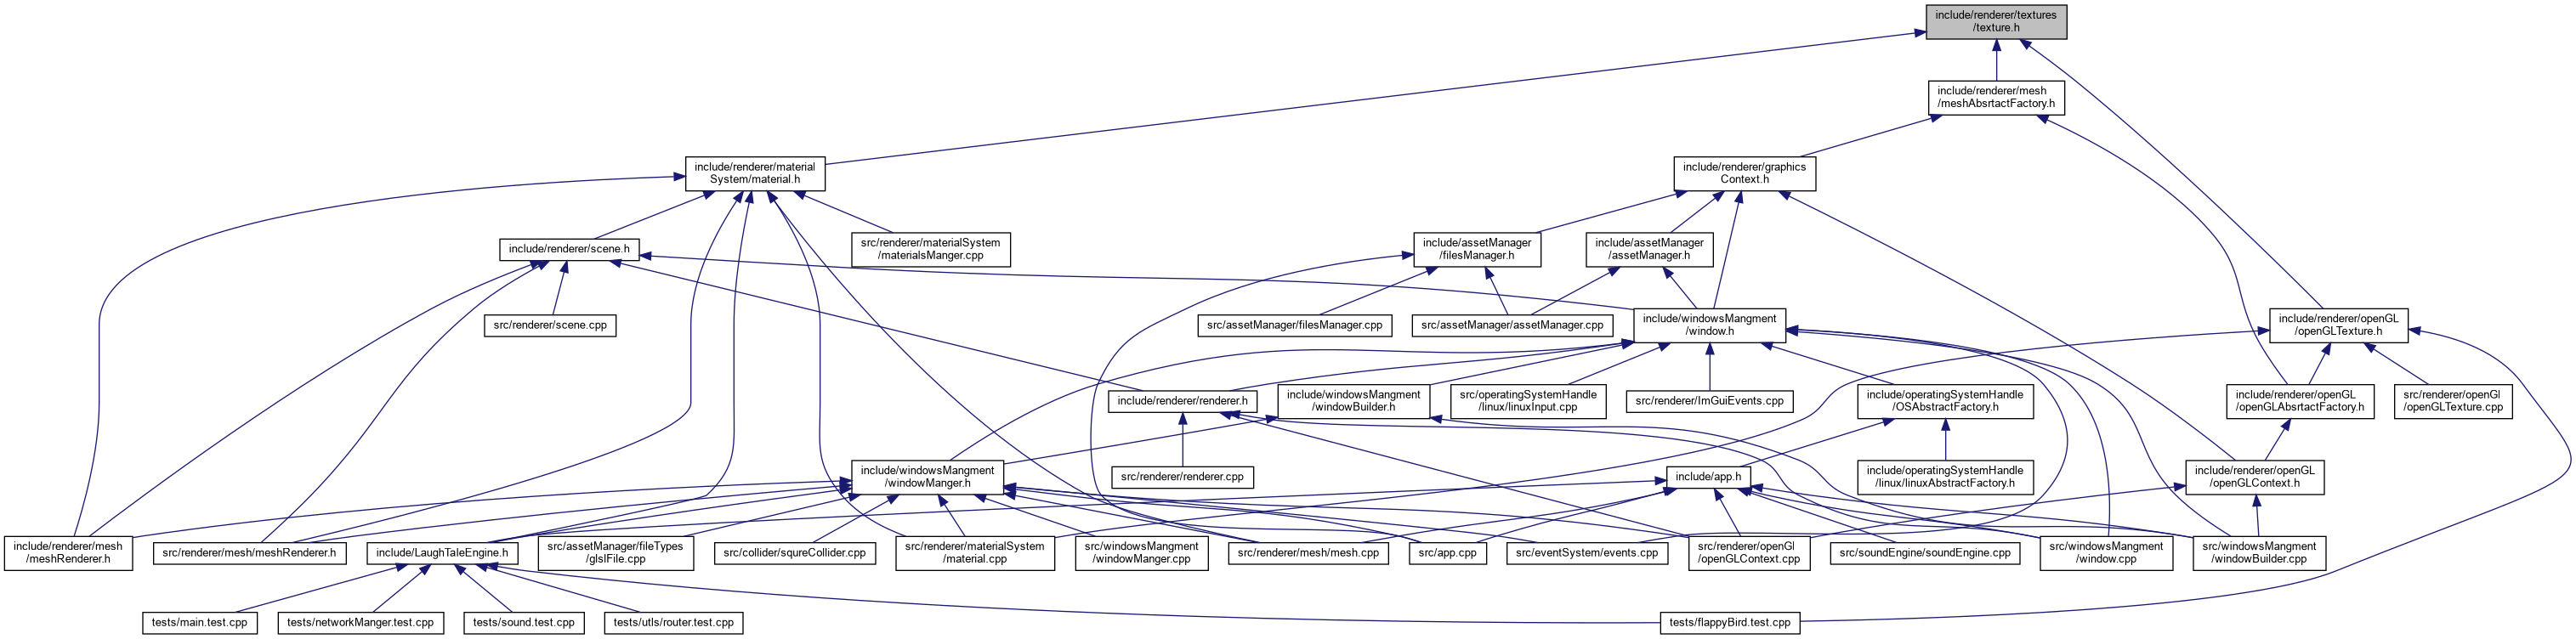 include/renderer/textures
/texture.h
include/renderer/mesh
/meshAbsrtactFactory.h
include/renderer/material
System/material.h
include/renderer/graphics
Context.h
include/renderer/scene.h
src/renderer/materialSystem
/materialsManger.cpp
include/assetManager
/filesManager.h
include/assetManager
/assetManager.h
src/renderer/scene.cpp
src/assetManager/filesManager.cpp
src/assetManager/assetManager.cpp
include/windowsMangment
/window.h
include/renderer/openGL
/openGLTexture.h
include/renderer/renderer.h
include/windowsMangment
/windowBuilder.h
src/operatingSystemHandle
/linux/linuxInput.cpp
src/renderer/ImGuiEvents.cpp
include/operatingSystemHandle
/OSAbstractFactory.h
include/renderer/openGL
/openGLAbsrtactFactory.h
src/renderer/openGl
/openGLTexture.cpp
include/windowsMangment
/windowManger.h
src/renderer/renderer.cpp
include/app.h
include/operatingSystemHandle
/linux/linuxAbstractFactory.h
include/renderer/openGL
/openGLContext.h
include/renderer/mesh
/meshRenderer.h
src/renderer/mesh/meshRenderer.h
include/LaughTaleEngine.h
src/assetManager/fileTypes
/glslFile.cpp
src/collider/squreCollider.cpp
src/renderer/materialSystem
/material.cpp
src/windowsMangment
/windowManger.cpp
src/renderer/mesh/mesh.cpp
src/app.cpp
src/eventSystem/events.cpp
src/renderer/openGl
/openGLContext.cpp
src/soundEngine/soundEngine.cpp
src/windowsMangment
/window.cpp
src/windowsMangment
/windowBuilder.cpp
tests/main.test.cpp
tests/networkManger.test.cpp
tests/sound.test.cpp
tests/utls/router.test.cpp
tests/flappyBird.test.cpp